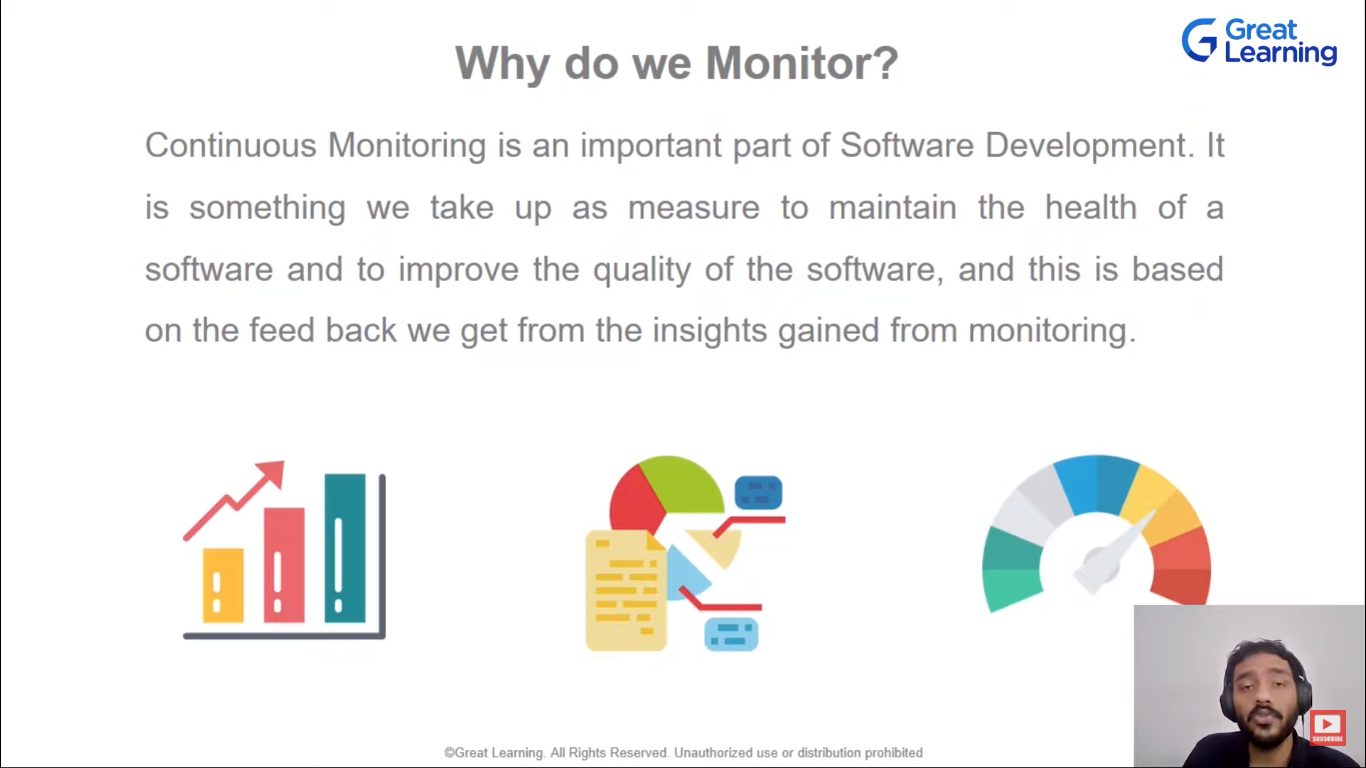 Great
Learning
Why do we Monitor?
Continuous Monitoring is an important part of Software Development. It
is something we take up as measure to maintain the health of a
software and to improve the quality of the software, and this is based
on the feed back we get from the insights gained from monitoring.
SUBSCRIBE
©Great Learning. All Rights Reserved. Unauthorized use or distribution prohibited